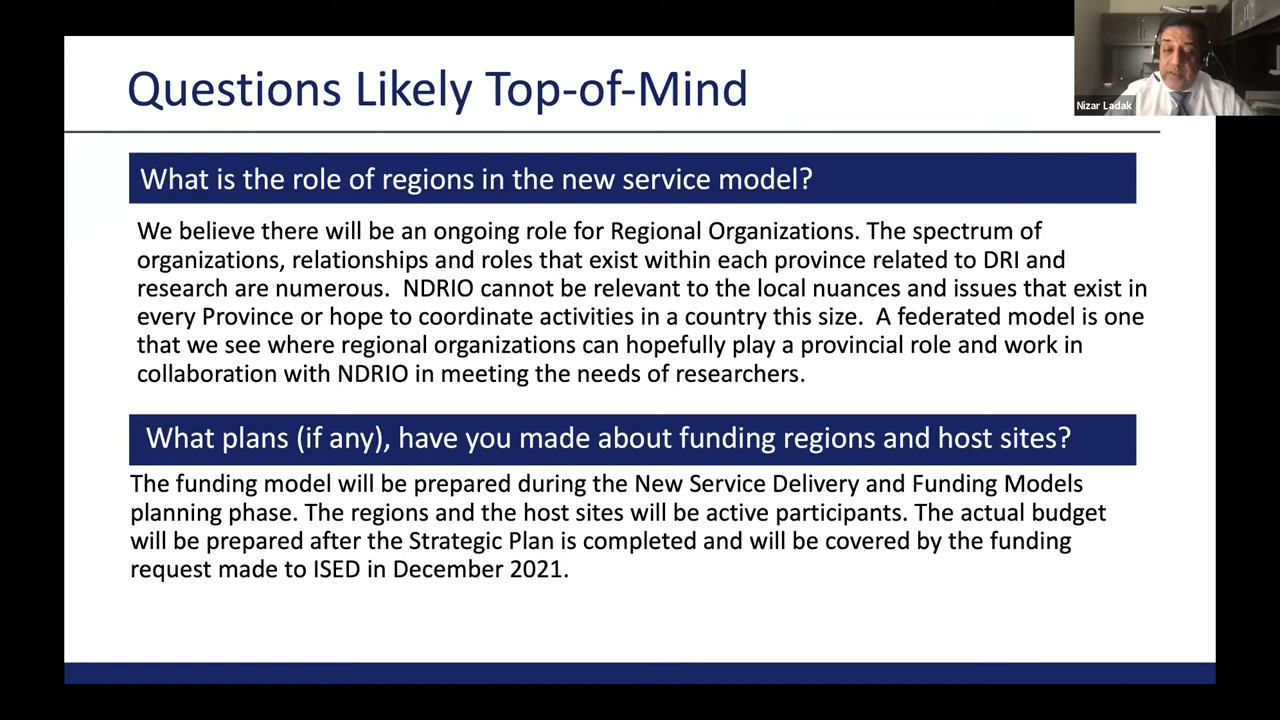 Questions Likely Top-of-Mind
Nizar Ladak
What is the role of regions in the new service model?
We believe there will be an ongoing role for Regional Organizations. The spectrum of
organizations, relationships and roles that exist within each province related to DRI and
research are numerous. NDRIO cannot be relevant to the local nuances and issues that exist in
every Province or hope to coordinate activities in a country this size. A federated model is one
that we see where regional organizations can hopefully play a provincial role and work in
collaboration with NDRIO in meeting the needs of researchers.
What plans (if any), have you made about funding regions and host sites?
The funding model will be prepared during the New Service Delivery and Funding Models
planning phase. The regions and the host sites will be active participants. The actual budget
will be prepared after the Strategic Plan is completed and will be covered by the funding
request made to ISED in December 2021.